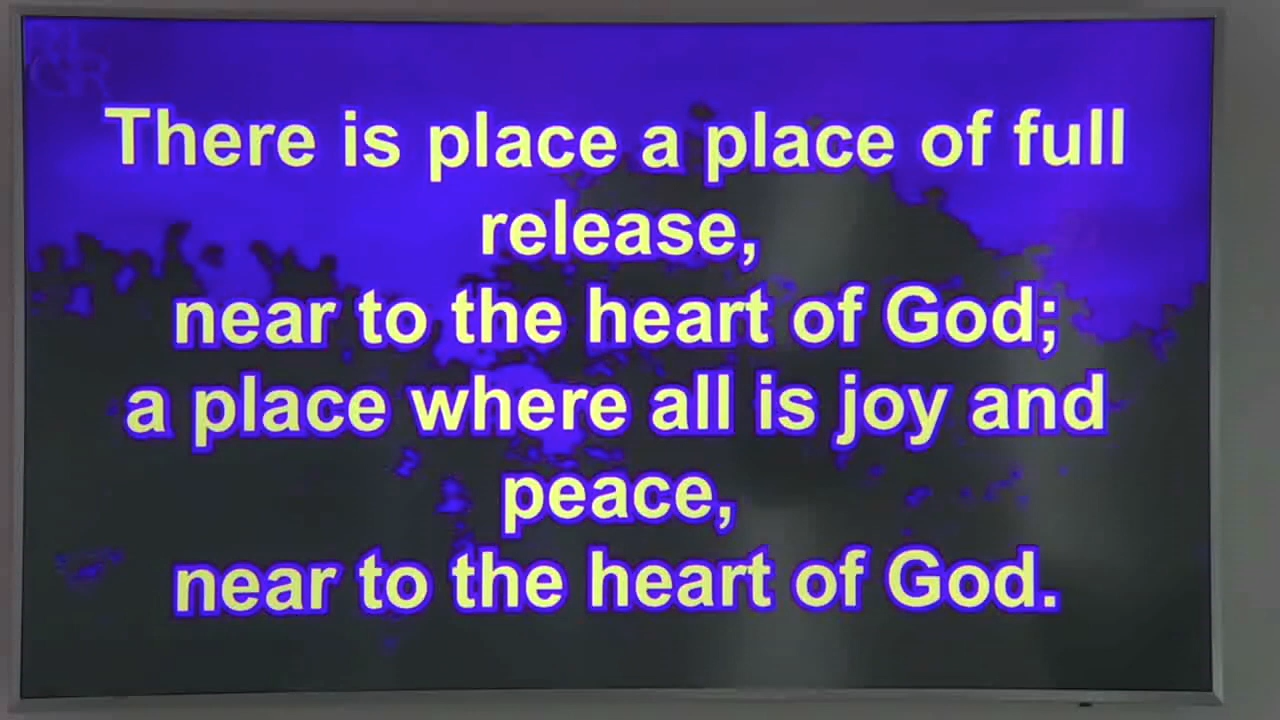 There is place a place of full
release,
near to the heart of God;
a place where all is joy and
peace,
near to the heart of God.